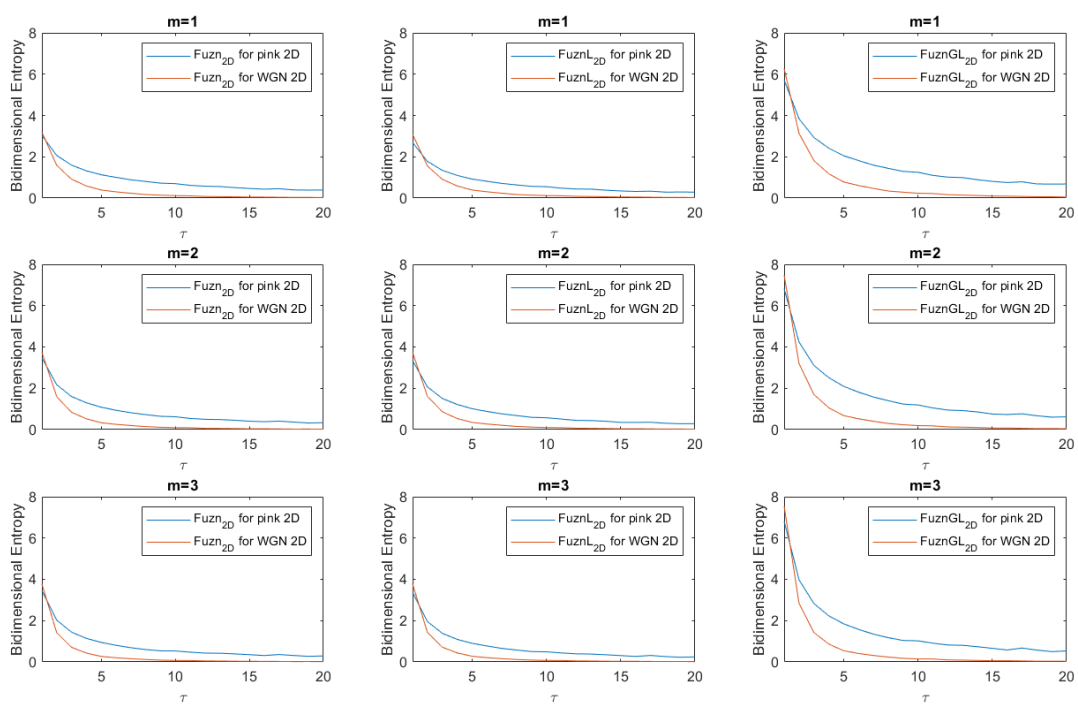 m=1
8
6
4
2
0
5
10
15
20
Bidimensional Entropy
τ
Fuzn2D for pink 2D
Fuzn2D for WGN 2D
m=1
8
6
4
2
0
5
10
15
20
Bidimensional Entropy
τ
FuznL2D for pink 2D
FuznL2D for WGN 2D
m=1
8
6
4
2
0
5
10
15
20
Bidimensional Entropy
τ
FuznGL2D for pink 2D
FuznGL2D for WGN 2D
m=2
8
6
4
2
0
5
10
15
20
Bidimensional Entropy
τ
Fuzn2D for pink 2D
Fuzn2D for WGN 2D
m=2
8
6
4
2
0
5
10
15
20
Bidimensional Entropy
τ
FuznL2D for pink 2D
FuznL2D for WGN 2D
m=2
8
6
4
2
0
5
10
15
20
Bidimensional Entropy
τ
FuznGL2D for pink 2D
FuznGL2D for WGN 2D
m=3
8
6
4
2
0
5
10
15
20
Bidimensional Entropy
τ
Fuzn2D for pink 2D
Fuzn2D for WGN 2D
m=3
8
6
4
2
0
5
10
15
20
Bidimensional Entropy
τ
FuznL2D for pink 2D
FuznL2D for WGN 2D
m=3
8
6
4
2
0
5
10
15
20
Bidimensional Entropy
τ
FuznGL2D for pink 2D
FuznGL2D for WGN 2D